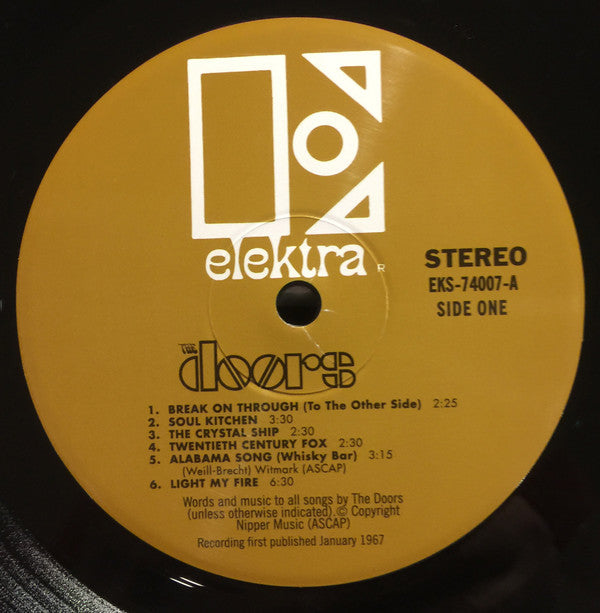 elektra
R
STEREO
EKS-74007-A
SIDE ONE
THE
doors
1. BREAK ON THROUGH (To The Other Side) 2:25
2. SOUL KITCHEN 3:30
3. THE CRYSTAL SHIP 2:30
4. TWENTIETH CENTURY FOX 2:30
5. ALABAMA SONG (Whisky Bar) 3:15
(Weill-Brecht) Witmark (ASCAP)
6. LIGHT MY FIRE 6:30
Words and music to all songs by The Doors
(unless otherwise indicated).© Copyright
Nipper Music (ASCAP)
Recording first published January 1967